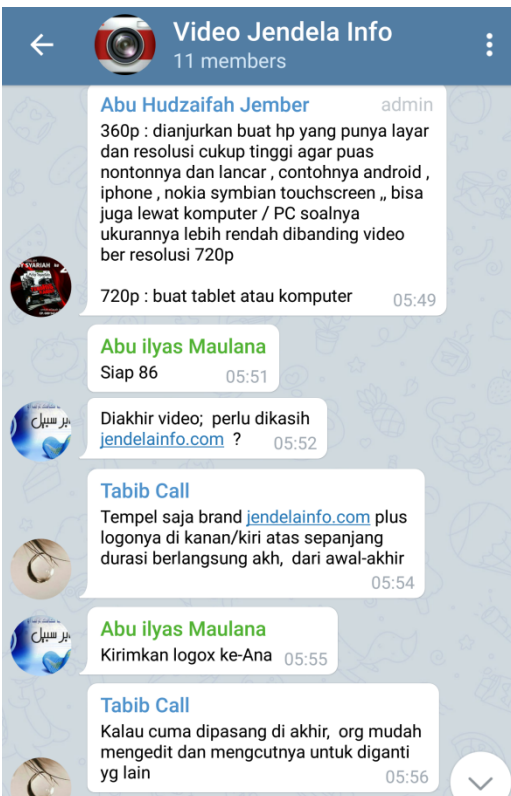 Video Jendela Info
11 members
Abu Hudzaifah Jember admin
360p : dianjurkan buat hp yang punya layar
dan resolusi cukup tinggi agar puas
nontonnya dan lancar , contohnya android ,
iphone , nokia symbian touchscreen ,, bisa
juga lewat komputer / PC soalnya
ukurannya lebih rendah dibanding video
ber resolusi 720p
720p : buat tablet atau komputer 05:49
SYARIAH
Abu ilyas Maulana
Siap 86 05:51
Diakhir video; perlu dikasih
jendelainfo.com ? 05:52
Tabib Call
Tempel saja brand jendelainfo.com plus
logonya di kanan/kiri atas sepanjang
durasi berlangsung akh, dari awal-akhir
05:54
Abu ilyas Maulana
Kirimkan logox ke-Ana 05:55
Tabib Call
Kalau cuma dipasang di akhir, org mudah
mengedit dan mengcutnya untuk diganti
yg lain 05:56